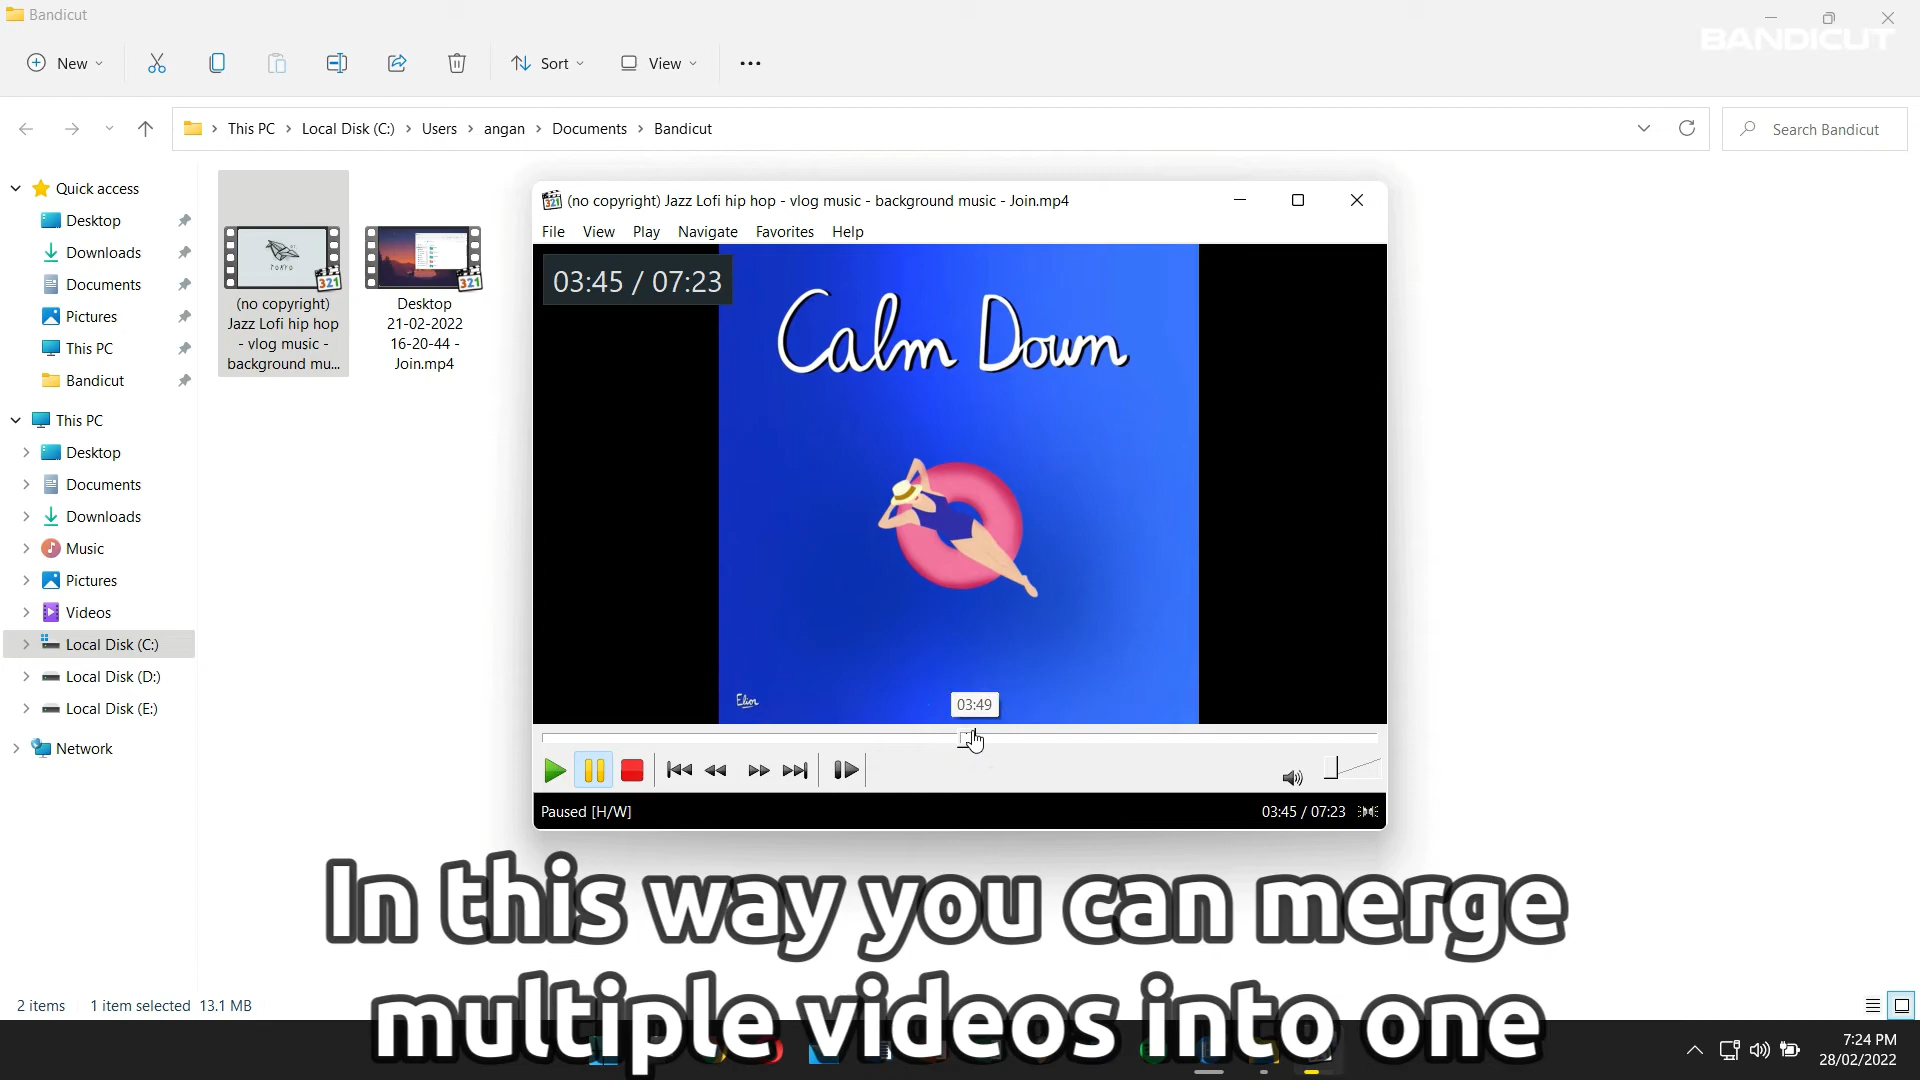 Bandicut
BANDICUT
New
Sort
View
This PC
Local Disk (C:)
Users
angan
Documents
Bandicut
Search Bandicut
Quick access
Desktop
Downloads
Documents
Pictures
This PC
Bandicut
This PC
Desktop
Documents
Downloads
Music
Pictures
Videos
Local Disk (C:)
Local Disk (D:)
Local Disk (E:)
Network
TOKYO
321
(no copyright)
Jazz Lofi hip hop
- vlog music -
background mu...
321
Desktop
21-02-2022
16-20-44 -
Join.mp4
321
(no copyright) Jazz Lofi hip hop - vlog music - background music - Join.mp4
File View Play Navigate Favorites Help
03:45 / 07:23
Calm Down
Elior
03:49
Paused [H/W]
03:45 / 07:23
In this way you can merge
multiple videos into one
2 items 1 item selected 13.1 MB
7:24 PM
28/02/2022